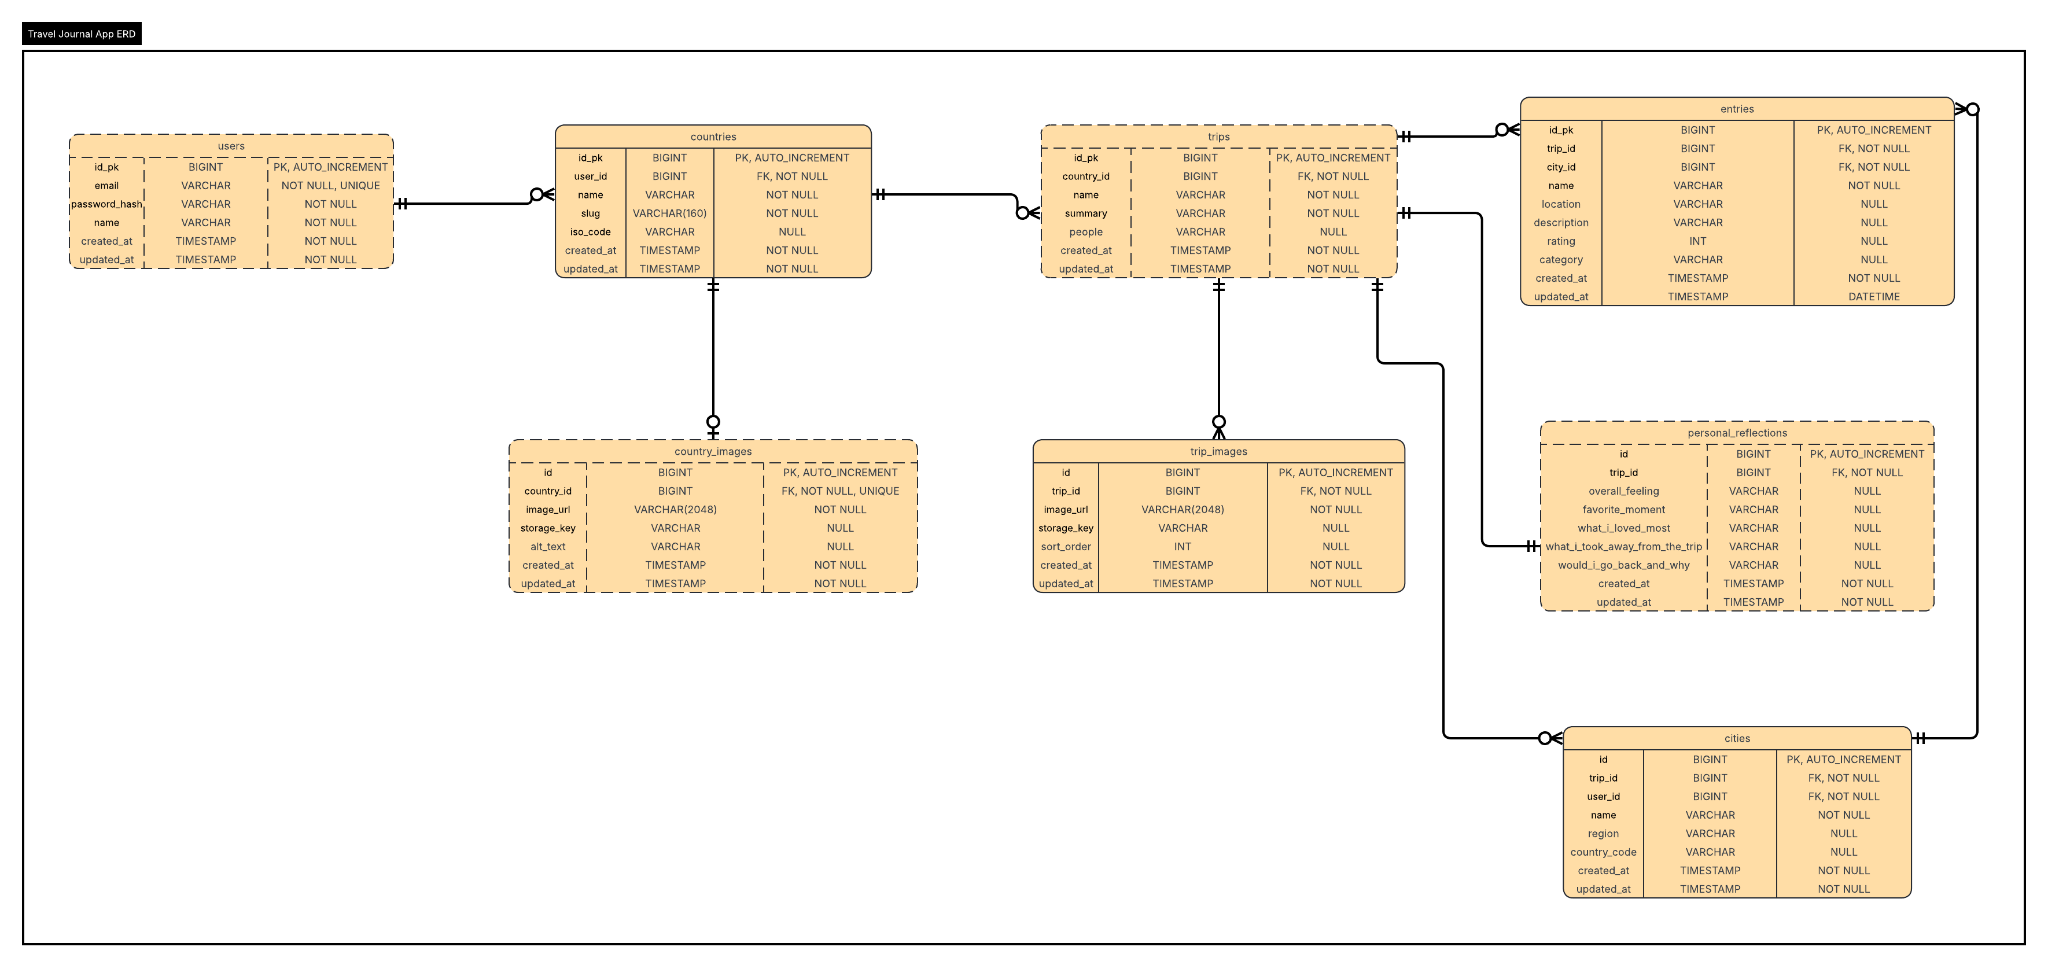 Travel Journal App ERD
users
id_pk BIGINT PK, AUTO_INCREMENT
email VARCHAR NOT NULL, UNIQUE
password_hash VARCHAR NOT NULL
name VARCHAR NOT NULL
created_at TIMESTAMP NOT NULL
updated_at TIMESTAMP NOT NULL
countries
id_pk BIGINT PK, AUTO_INCREMENT
user_id BIGINT FK, NOT NULL
name VARCHAR NOT NULL
slug VARCHAR(160) NOT NULL
iso_code VARCHAR NULL
created_at TIMESTAMP NOT NULL
updated_at TIMESTAMP NOT NULL
trips
id_pk BIGINT PK, AUTO_INCREMENT
country_id BIGINT FK, NOT NULL
name VARCHAR NOT NULL
summary VARCHAR NOT NULL
people VARCHAR NULL
created_at TIMESTAMP NOT NULL
updated_at TIMESTAMP NOT NULL
entries
id_pk BIGINT PK, AUTO_INCREMENT
trip_id BIGINT FK, NOT NULL
city_id BIGINT FK, NOT NULL
name VARCHAR NOT NULL
location VARCHAR NULL
description VARCHAR NULL
rating INT NULL
category VARCHAR NULL
created_at TIMESTAMP NOT NULL
updated_at TIMESTAMP DATETIME
country_images
id BIGINT PK, AUTO_INCREMENT
country_id BIGINT FK, NOT NULL, UNIQUE
image_url VARCHAR(2048) NOT NULL
storage_key VARCHAR NULL
alt_text VARCHAR NULL
created_at TIMESTAMP NOT NULL
updated_at TIMESTAMP NOT NULL
trip_images
id BIGINT PK, AUTO_INCREMENT
trip_id BIGINT FK, NOT NULL
image_url VARCHAR(2048) NOT NULL
storage_key VARCHAR NULL
sort_order INT NULL
created_at TIMESTAMP NOT NULL
updated_at TIMESTAMP NOT NULL
personal_reflections
id BIGINT PK, AUTO_INCREMENT
trip_id BIGINT FK, NOT NULL
overall_feeling VARCHAR NULL
favorite_moment VARCHAR NULL
what_i_loved_most VARCHAR NULL
what_i_took_away_from_the_trip VARCHAR NULL
would_i_go_back_and_why VARCHAR NULL
created_at TIMESTAMP NOT NULL
updated_at TIMESTAMP NOT NULL
cities
id BIGINT PK, AUTO_INCREMENT
trip_id BIGINT FK, NOT NULL
user_id BIGINT FK, NOT NULL
name VARCHAR NOT NULL
region VARCHAR NULL
country_code VARCHAR NULL
created_at TIMESTAMP NOT NULL
updated_at TIMESTAMP NOT NULL